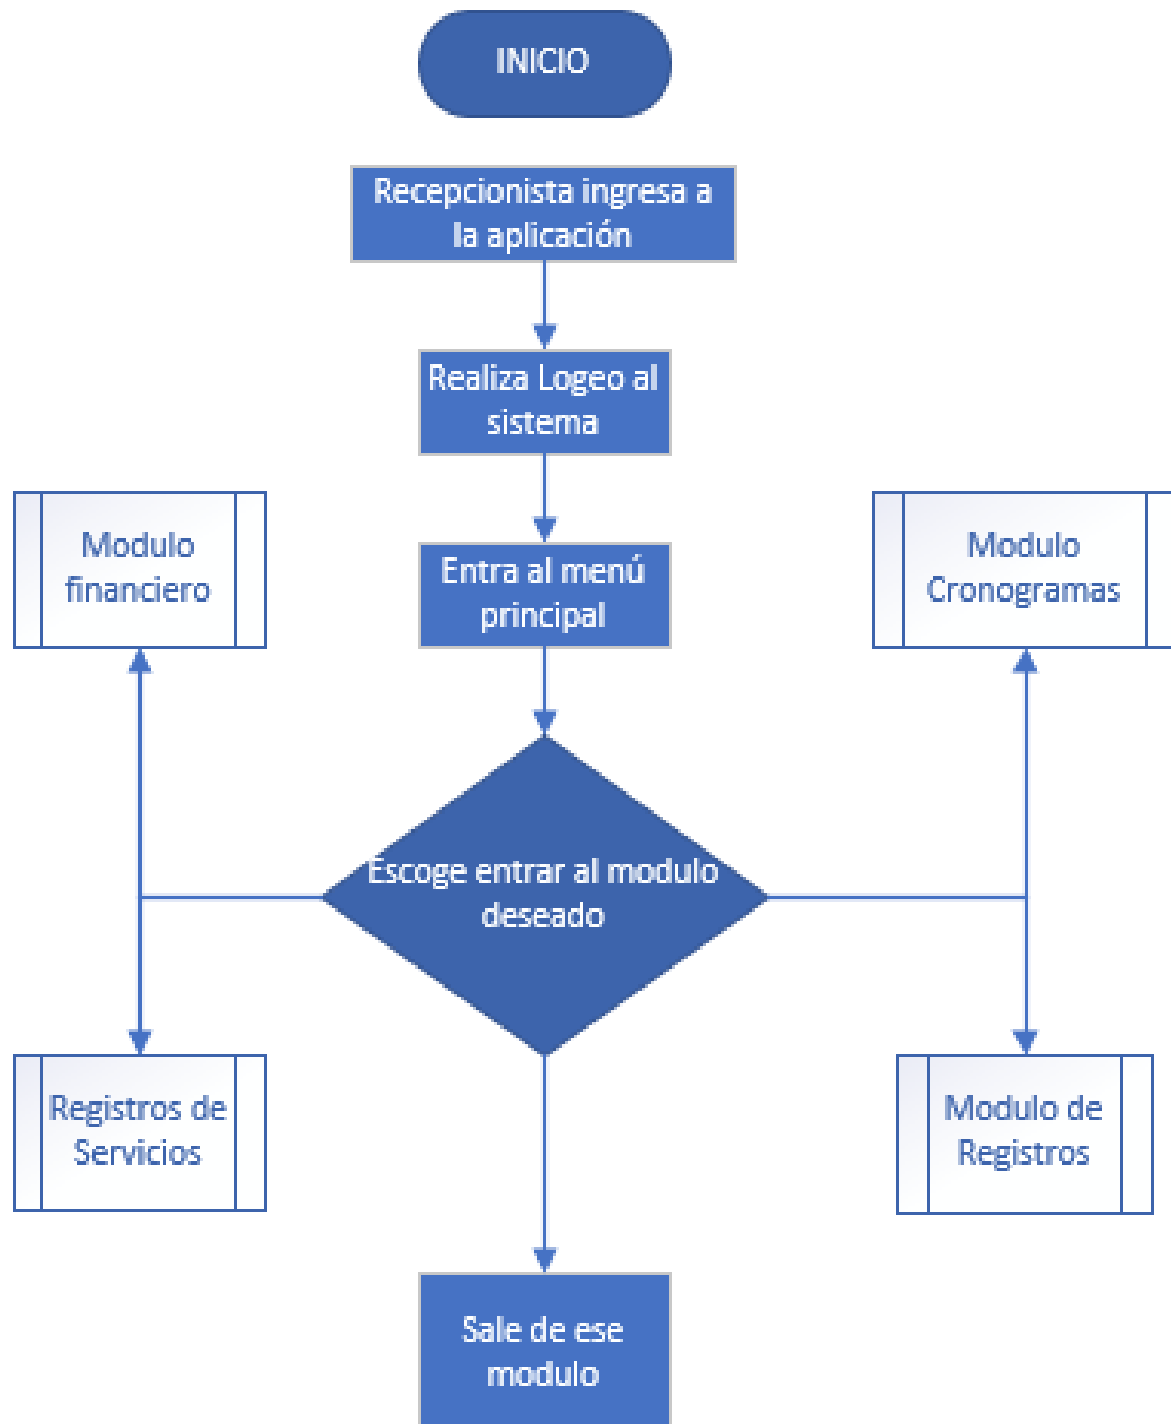 INICIO
Recepcionista ingresa a
la aplicación
Realiza Logeo al
sistema
Modulo
financiero
Entra al menú
principal
Modulo
Cronogramas
Escoge entrar al modulo
deseado
Registros de
Servicios
Modulo de
Registros
Sale de ese
modulo